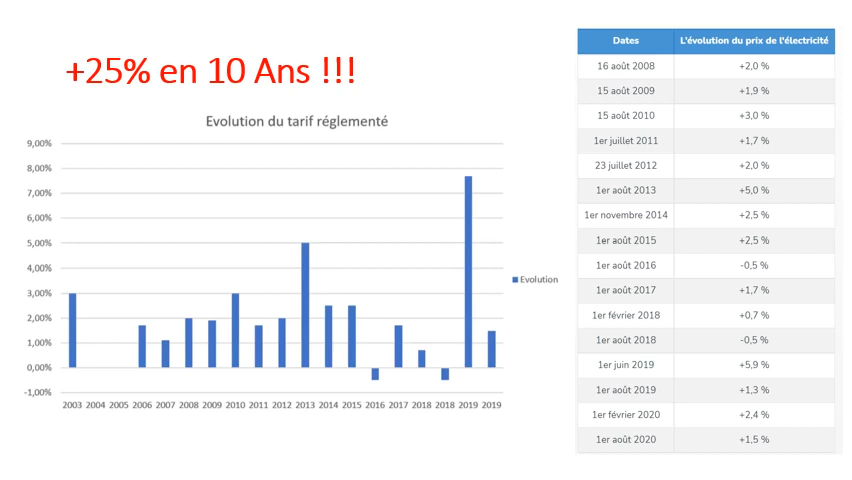 +25% en 10 Ans !!!
Evolution du tarif réglementé
9,00%
8,00%
7,00%
6,00%
5,00%
4,00%
3,00%
2,00%
1,00%
0,00%
-1,00%
2003 2004 2005 2006 2007 2008 2009 2010 2011 2012 2013 2014 2015 2016 2017 2018 2018 2019 2019
Evolution
Dates L'évolution du prix de l'électricité
16 août 2008 +2,0 %
15 août 2009 +1,9 %
15 août 2010 +3,0 %
1er juillet 2011 +1,7 %
23 juillet 2012 +2,0 %
1er août 2013 +5,0 %
1er novembre 2014 +2,5 %
1er août 2015 +2,5 %
1er août 2016 -0,5 %
1er août 2017 +1,7 %
1er février 2018 +0,7 %
1er août 2018 -0,5 %
1er juin 2019 +5,9 %
1er août 2019 +1,3 %
1er février 2020 +2,4 %
1er août 2020 +1,5 %